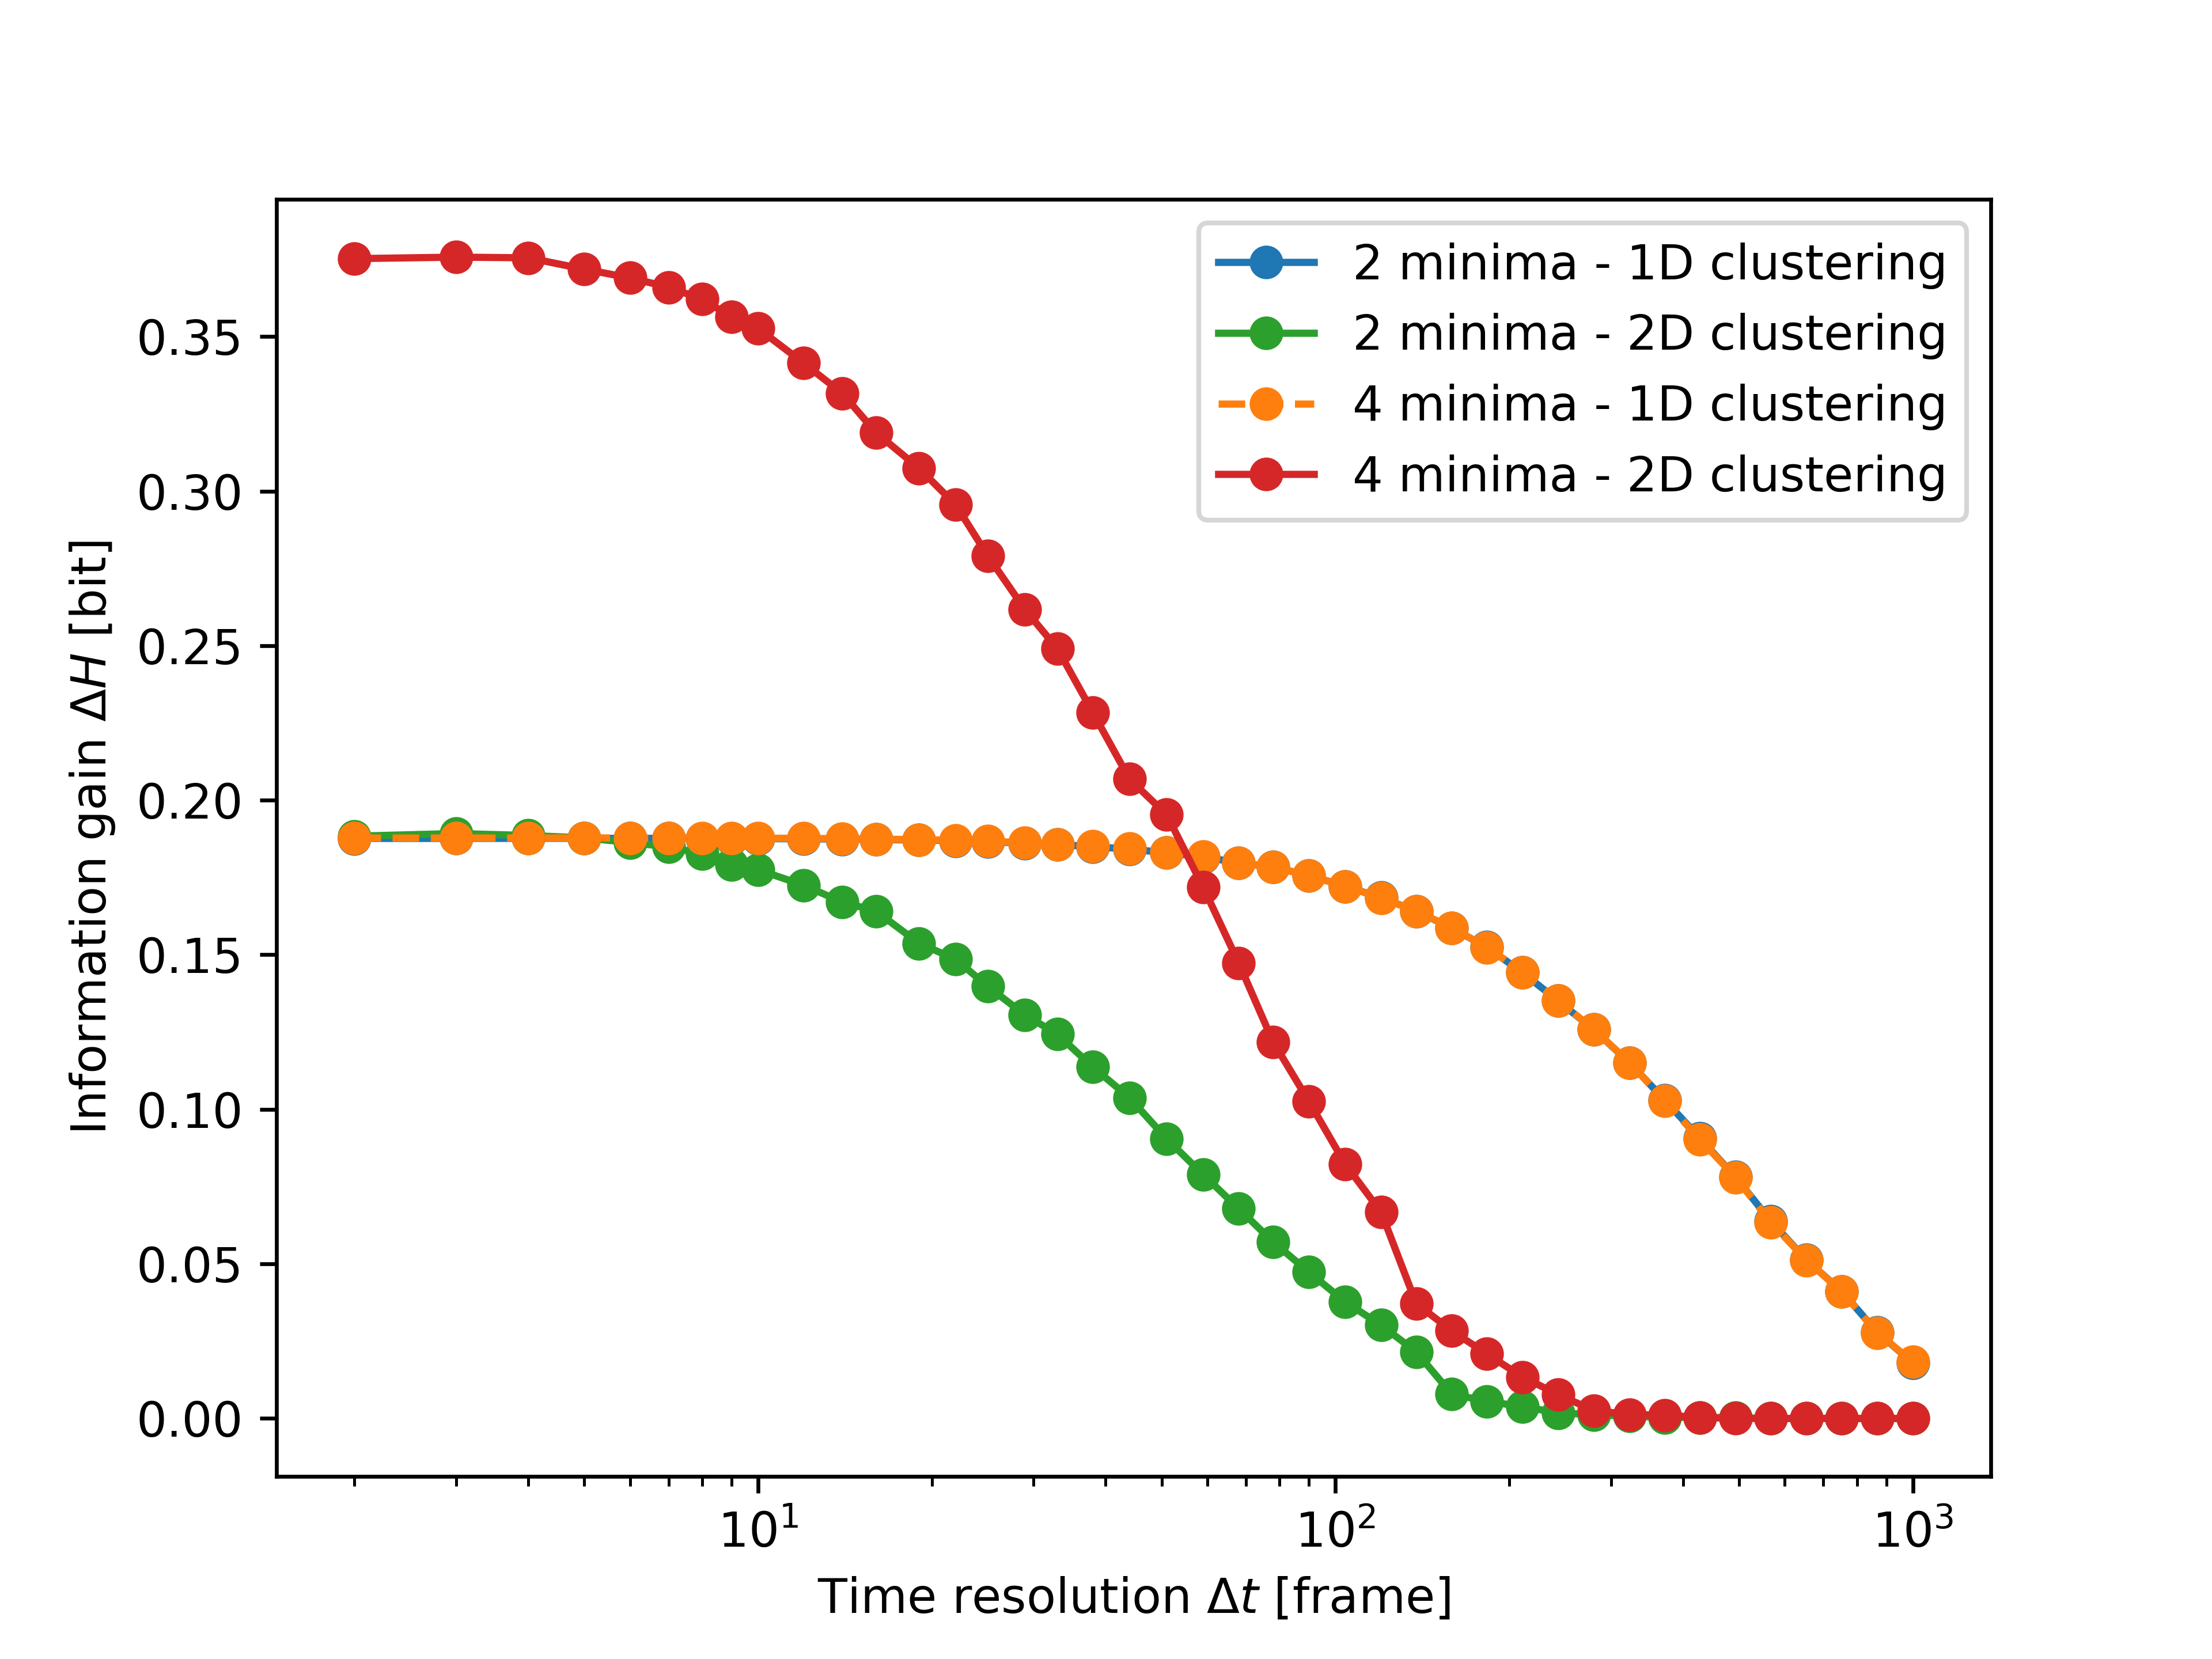 2 minima - 1D clustering
2 minima - 2D clustering
4 minima - 1D clustering
4 minima - 2D clustering
0.35
0.30
0.25
0.20
0.15
0.10
0.05
0.00
Information gain ΔH [bit]
10¹
10²
10³
Time resolution Δt [frame]